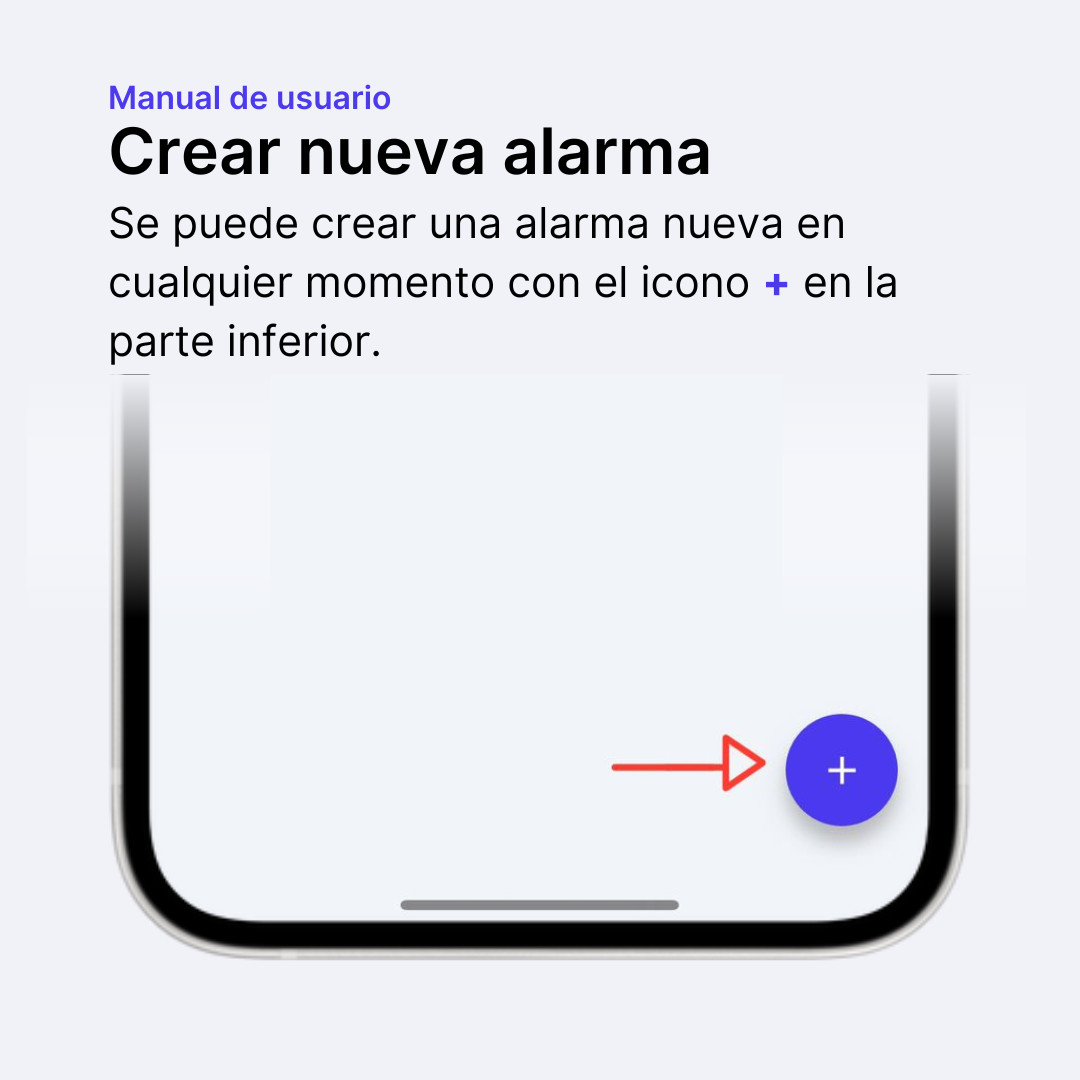 Manual de usuario
Crear nueva alarma
Se puede crear una alarma nueva en
cualquier momento con el icono + en la
parte inferior.
+